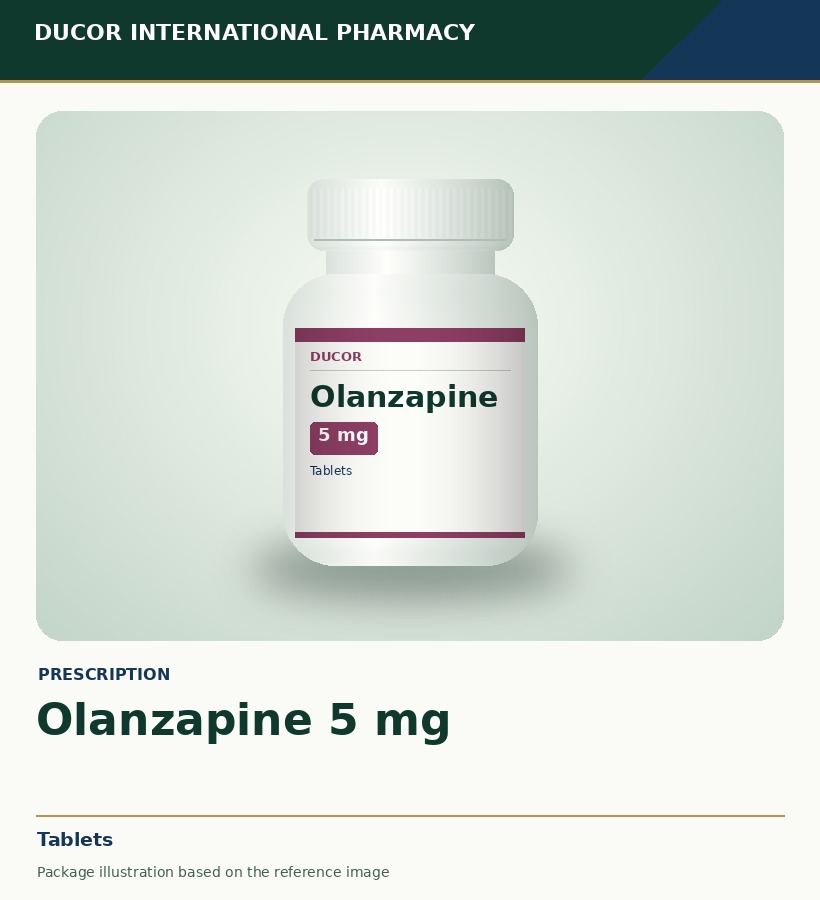 DUCOR INTERNATIONAL PHARMACY
DUCOR
Olanzapine
5 mg
Tablets
PRESCRIPTION
Olanzapine 5 mg
Tablets
Package illustration based on the reference image